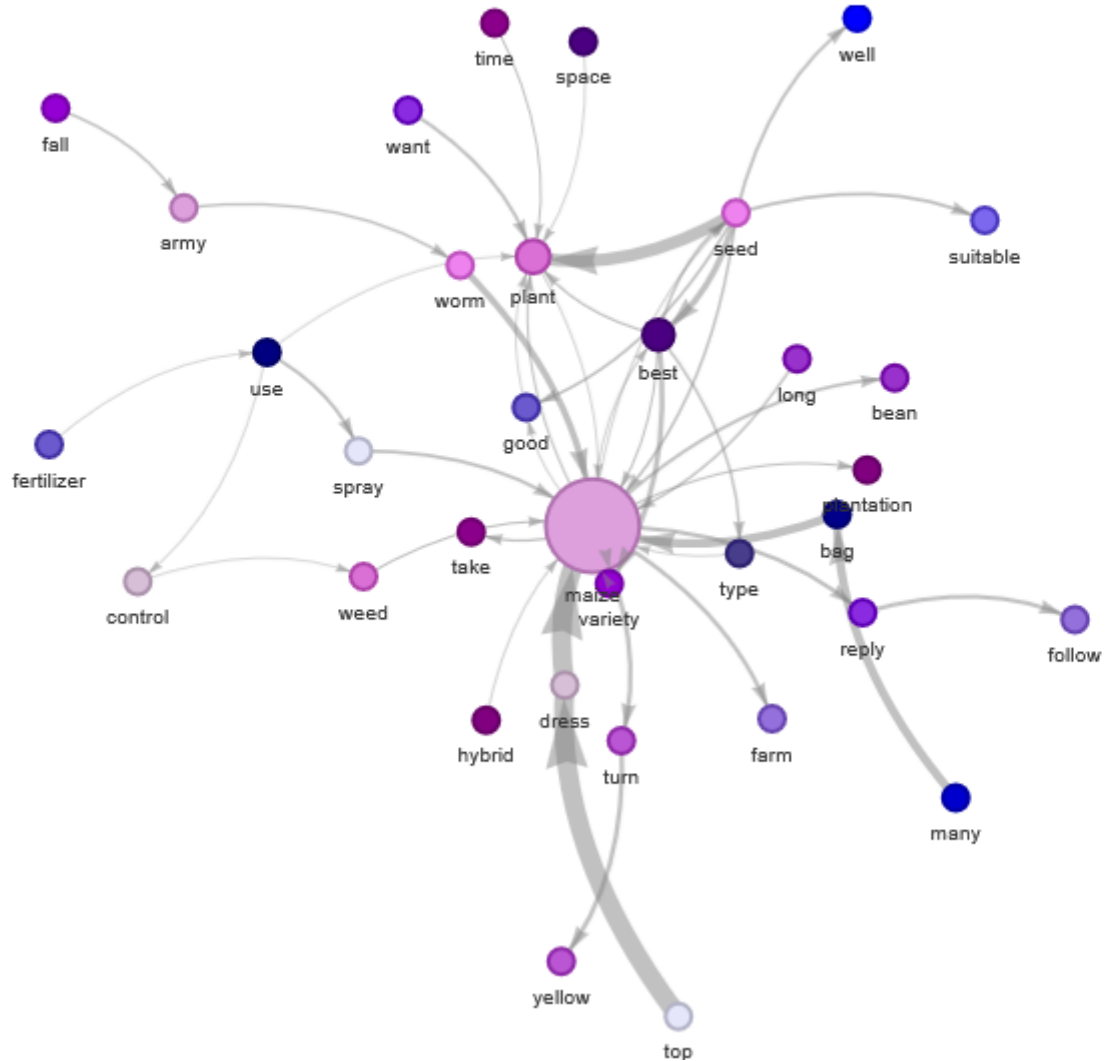 time
space
well
fall
want
army
seed
suitable
worm
plant
use
best
long
bean
good
fertilizer
spray
plantation
take
bag
maize
type
control
weed
variety
reply
follow
dress
hybrid
farm
turn
many
yellow
top